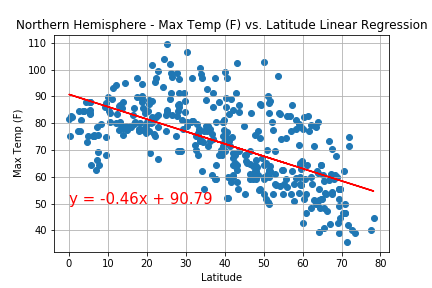 Northern Hemisphere - Max Temp (F) vs. Latitude Linear Regression
110
100
90
80
70
60
50
40
Max Temp (F)
y = -0.46x + 90.79
0 10 20 30 40 50 60 70 80
Latitude